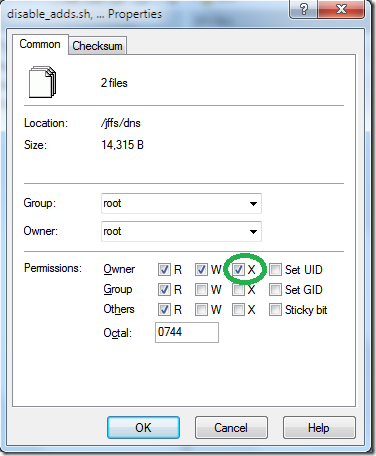 disable_adds.sh, ... Properties
Common Checksum
2 files
Location: /jffs/dns
Size: 14,315 B
Group: root
Owner: root
Permissions: Owner R W X Set UID
Group R W X Set GID
Others R W X Sticky bit
Octal: 0744
OK Cancel Help